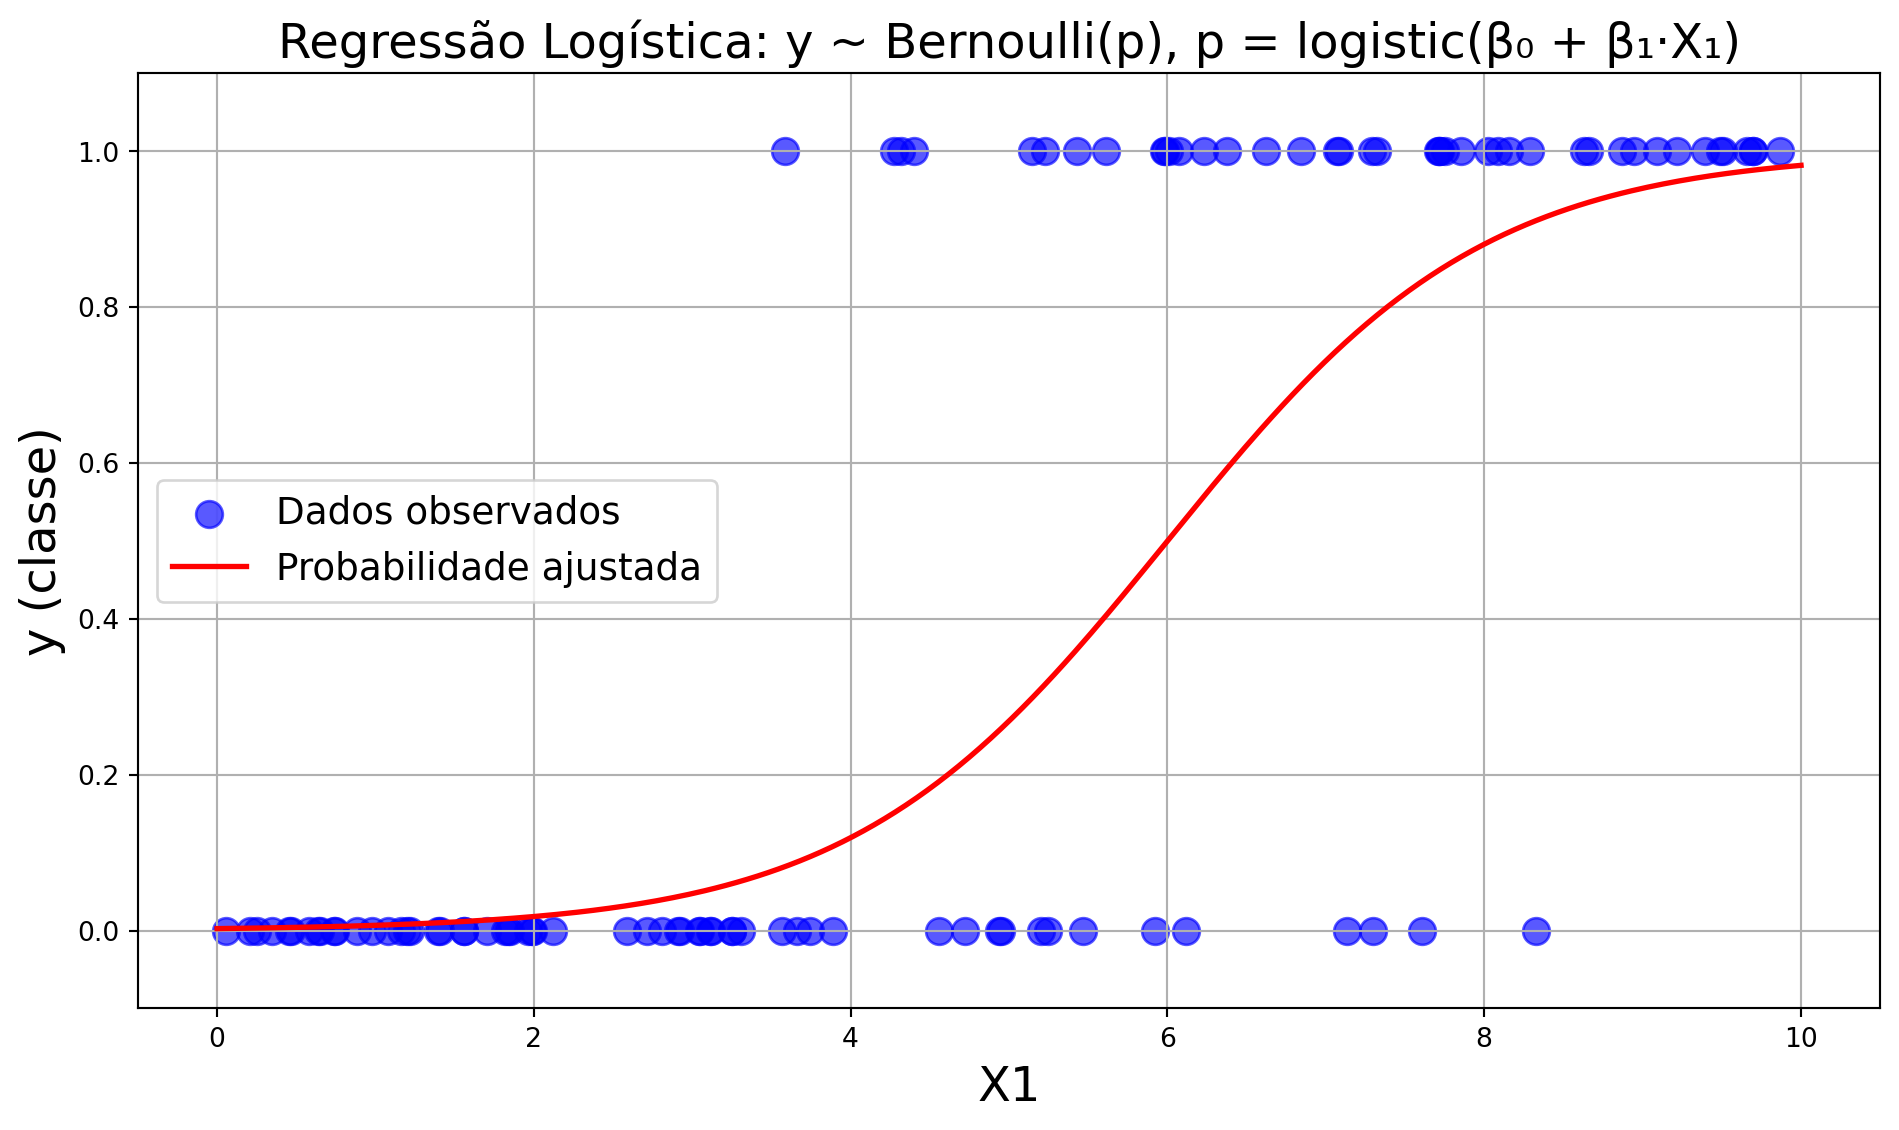 Regressão Logística: y ~ Bernoulli(p), p = logistic(β₀ + β₁·X₁)
1.0
0.8
0.6
0.4
0.2
0.0
y (classe)
Dados observados
Probabilidade ajustada
0 2 4 6 8 10
X1